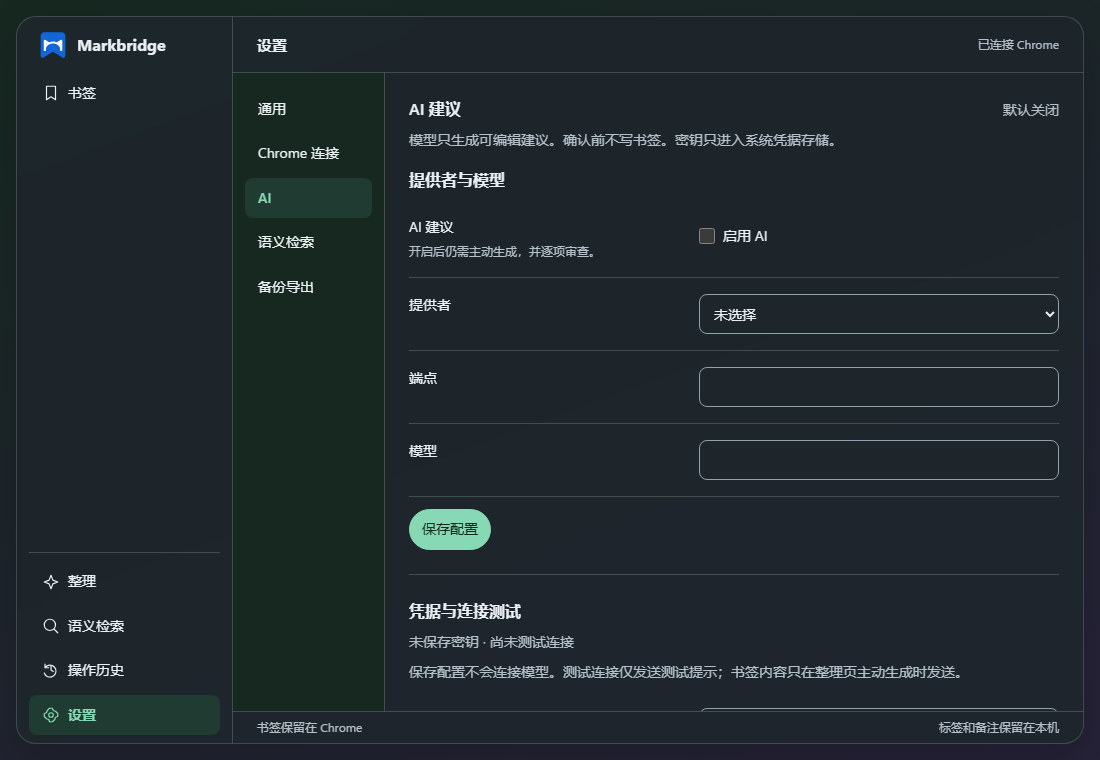 Markbridge
书签
整理
语义检索
操作历史
设置
设置
已连接 Chrome
通用
Chrome 连接
AI
语义检索
备份导出
AI 建议
默认关闭
模型只生成可编辑建议。确认前不写书签。密钥只进入系统凭据存储。
提供者与模型
AI 建议
开启后仍需主动生成，并逐项审查。
启用 AI
提供者
未选择
端点
模型
保存配置
凭据与连接测试
未保存密钥 · 尚未测试连接
保存配置不会连接模型。测试连接仅发送测试提示；书签内容只在整理页主动生成时发送。
书签保留在 Chrome
标签和备注保留在本机